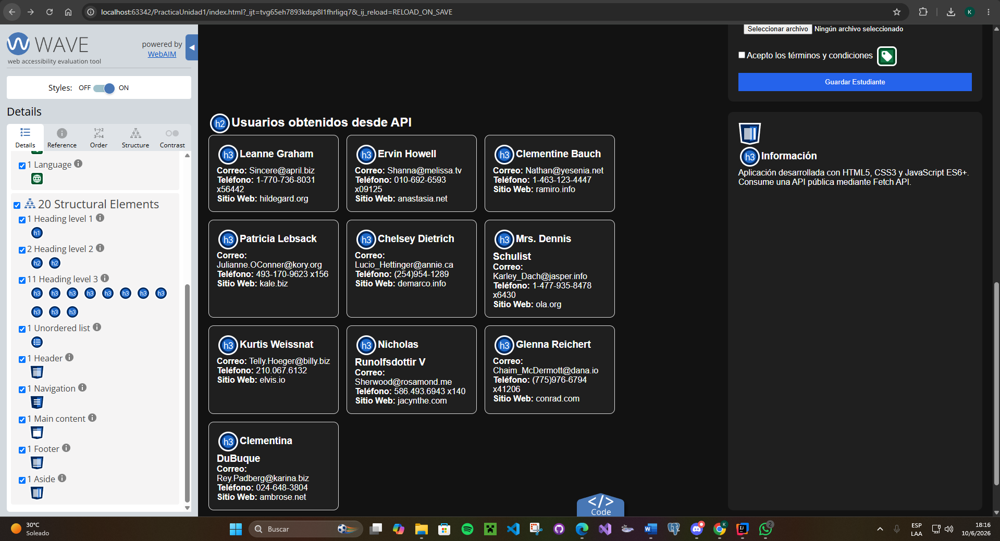 localhost:63342/PracticaUnidad1/index.html?_ijt=tvg65eh7893kdsp8l1fhrligq7&_ij_reload=RELOAD_ON_SAVE
K
WAVE
web accessibility evaluation tool
powered by
WebAIM
Styles: OFF ON
Details
Details
Reference
Order
Structure
Contrast
1 Language
20 Structural Elements
1 Heading level 1
h1
2 Heading level 2
h2 h2
11 Heading level 3
h3 h3 h3 h3 h3 h3 h3 h3
h3 h3 h3
1 Unordered list
1 Header
1 Navigation
1 Main content
1 Footer
1 Aside
Seleccionar archivo Ningún archivo seleccionado
Acepto los términos y condiciones
Guardar Estudiante
h2 Usuarios obtenidos desde API
h3 Leanne Graham
Correo: Sincere@april.biz
Teléfono: 1-770-736-8031
x56442
Sitio Web: hildegard.org
h3 Ervin Howell
Correo: Shanna@melissa.tv
Teléfono: 010-692-6593
x09125
Sitio Web: anastasia.net
h3 Clementine Bauch
Correo: Nathan@yesenia.net
Teléfono: 1-463-123-4447
Sitio Web: ramiro.info
h3 Patricia Lebsack
Correo:
Julianne.OConner@kory.org
Teléfono: 493-170-9623 x156
Sitio Web: kale.biz
h3 Chelsey Dietrich
Correo:
Lucio_Hettinger@annie.ca
Teléfono: (254)954-1289
Sitio Web: demarco.info
h3 Mrs. Dennis
Schulist
Correo:
Karley_Dach@jasper.info
Teléfono: 1-477-935-8478
x6430
Sitio Web: ola.org
h3 Kurtis Weissnat
Correo: Telly.Hoeger@billy.biz
Teléfono: 210.067.6132
Sitio Web: elvis.io
h3 Nicholas
Runolfsdottir V
Correo:
Sherwood@rosamond.me
Teléfono: 586.493.6943 x140
Sitio Web: jacynthe.com
h3 Glenna Reichert
Correo:
Chaim_McDermott@dana.io
Teléfono: (775)976-6794
x41206
Sitio Web: conrad.com
h3 Clementina
DuBuque
Correo:
Rey.Padberg@karina.biz
Teléfono: 024-648-3804
Sitio Web: ambrose.net
h3 Información
Aplicación desarrollada con HTML5, CSS3 y JavaScript ES6+.
Consume una API pública mediante Fetch API.
</>
Code
30°C
Soleado
Buscar
2
ESP
LAA
18:16
10/6/2026